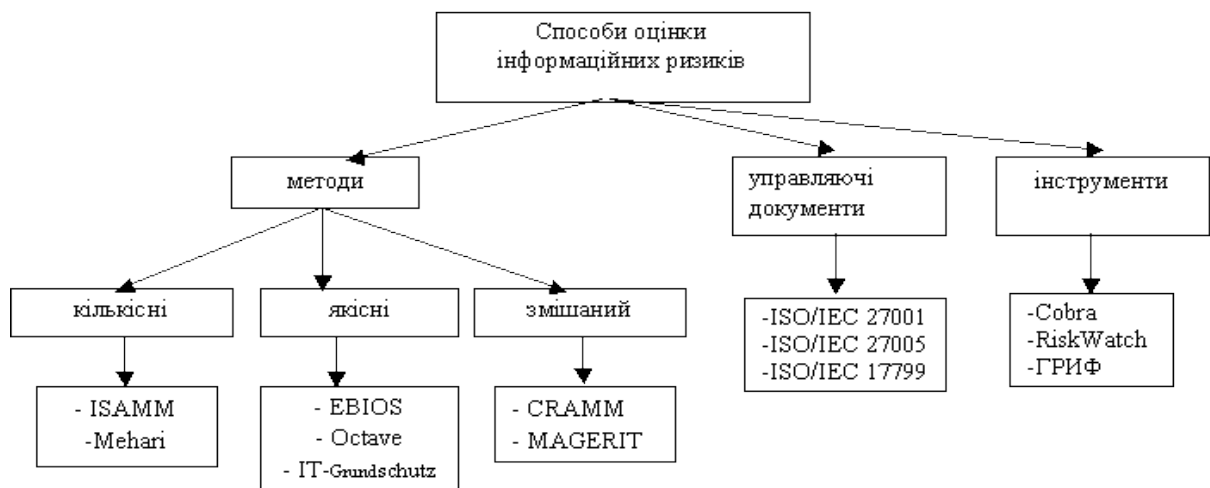 Способи оцінки
інформаційних ризиків
методи
управляючі
документи
інструменти
кількісні
якісні
змішаний
-ISO/IEC 27001
-ISO/IEC 27005
-ISO/IEC 17799
-Cobra
-RiskWatch
-ГРИФ
- ISAMM
-Mehari
- EBIOS
- Octave
- IT-Grundschutz
- CRAMM
- MAGERIT